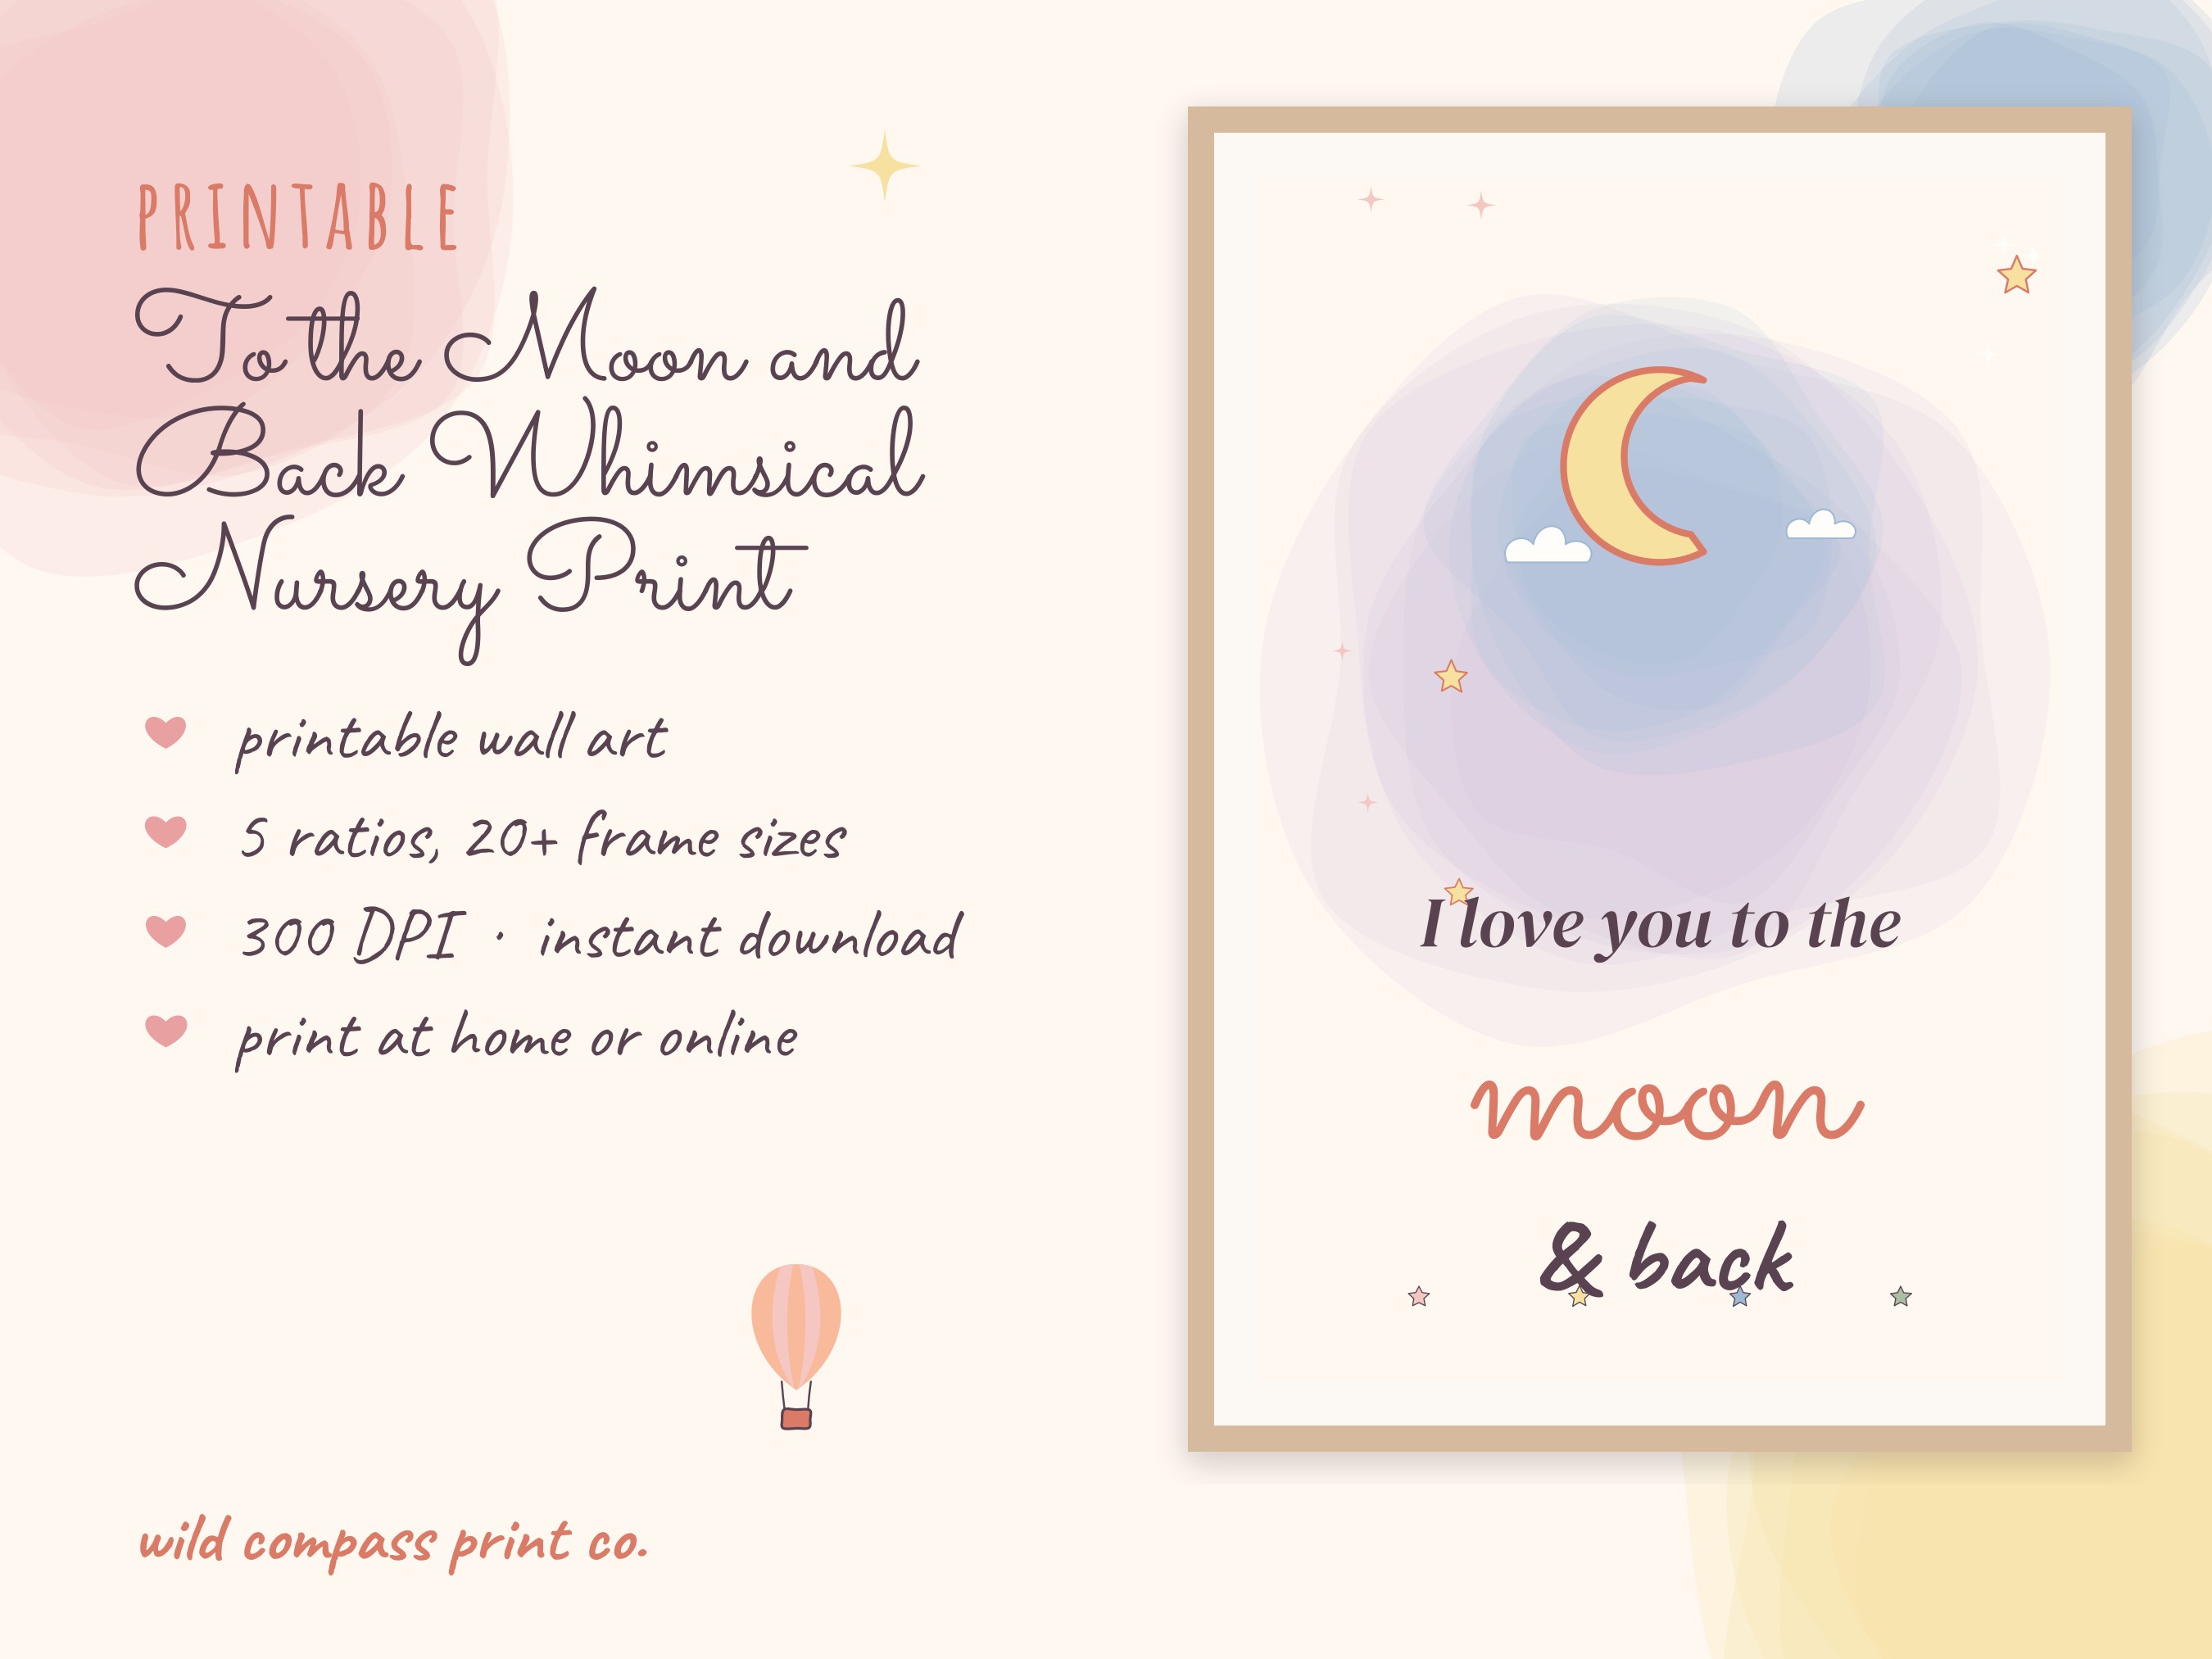 PRINTABLE
To the Moon and
Back Whimsical
Nursery Print
printable wall art
5 ratios, 20+ frame sizes
300 DPI · instant download
print at home or online
wild compass print co.
I love you to the
moon
& back